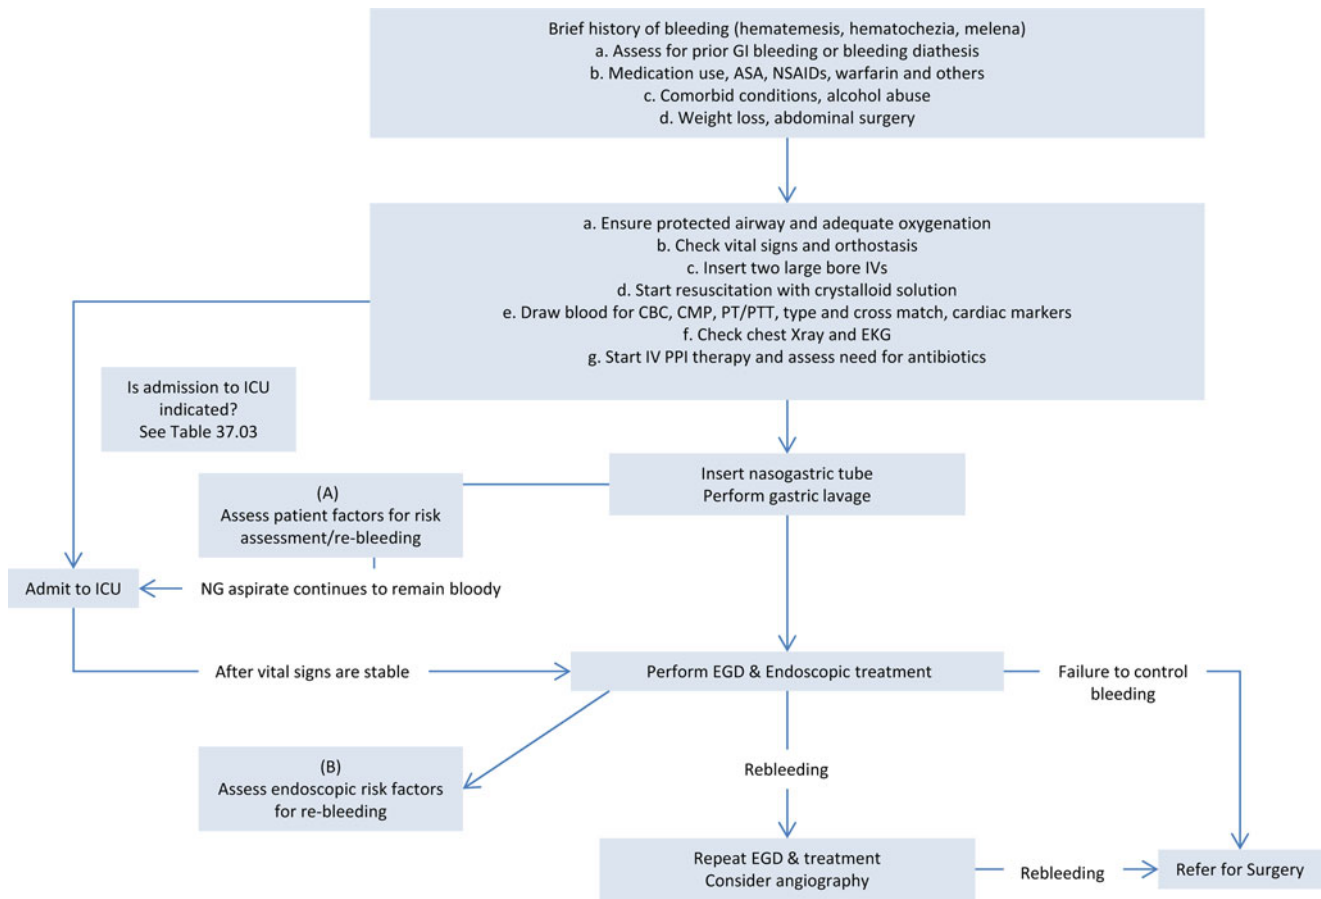 Brief history of bleeding (hematemesis, hematochezia, melena)
a. Assess for prior GI bleeding or bleeding diathesis
b. Medication use, ASA, NSAIDs, warfarin and others
c. Comorbid conditions, alcohol abuse
d. Weight loss, abdominal surgery
a. Ensure protected airway and adequate oxygenation
b. Check vital signs and orthostasis
c. Insert two large bore IVs
d. Start resuscitation with crystalloid solution
e. Draw blood for CBC, CMP, PT/PTT, type and cross match, cardiac markers
f. Check chest Xray and EKG
g. Start IV PPI therapy and assess need for antibiotics
Is admission to ICU
indicated?
See Table 37.03
Insert nasogastric tube
Perform gastric lavage
(A)
Assess patient factors for risk
assessment/re-bleeding
Admit to ICU
NG aspirate continues to remain bloody
After vital signs are stable
Perform EGD & Endoscopic treatment
Failure to control
bleeding
(B)
Assess endoscopic risk factors
for re-bleeding
Rebleeding
Repeat EGD & treatment
Consider angiography
Rebleeding
Refer for Surgery